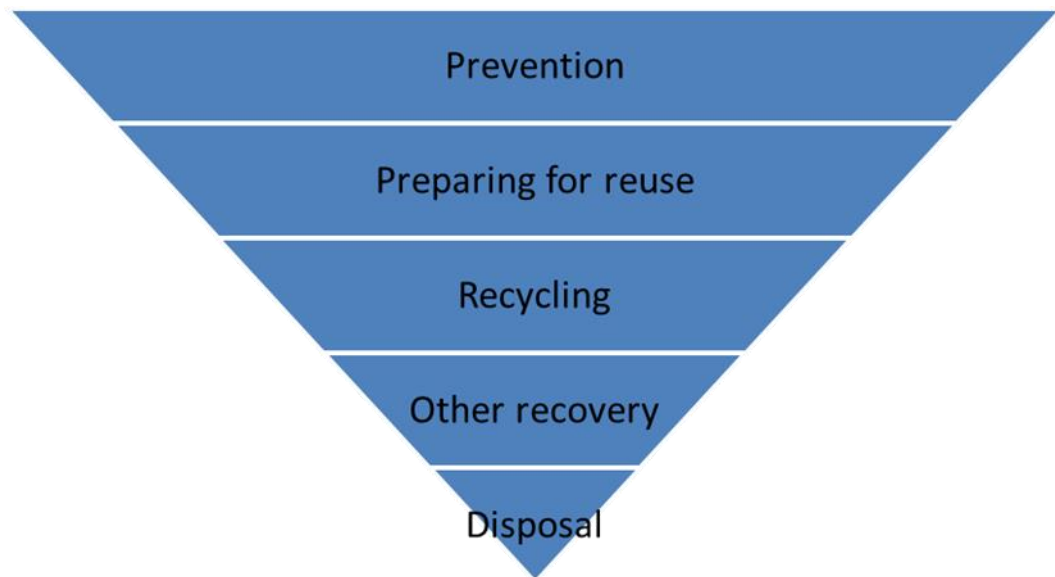 Prevention
Preparing for reuse
Recycling
Other recovery
Disposal